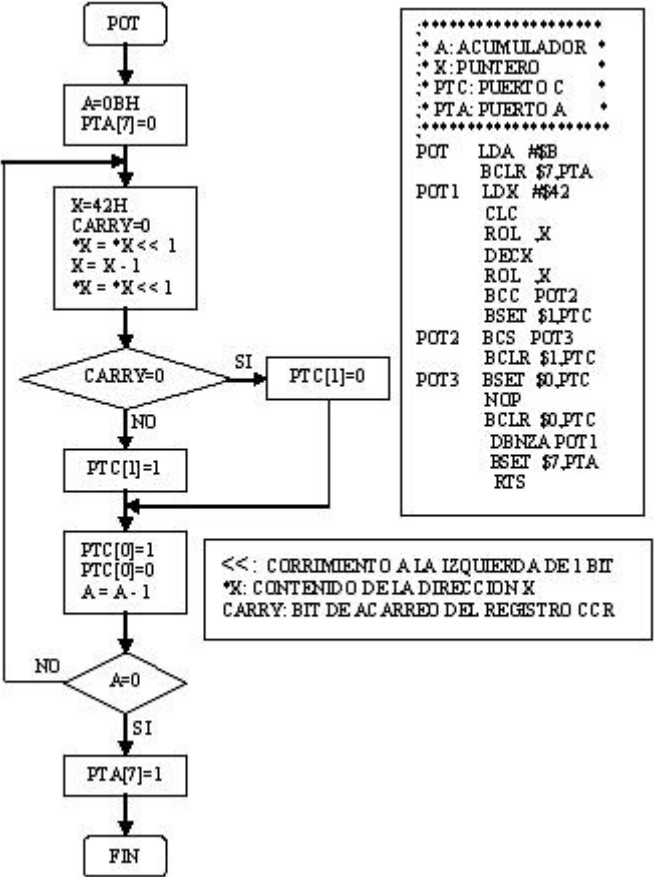 POT
A=0BH
PTA[7]=0
X=42H
CARRY=0
*X = *X<< 1
X= X - 1
*X = *X<< 1
CARRY=0
SI
PTC[1]=0
NO
PTC[1]=1
PTC[0]=1
PTC[0]=0
A = A - 1
NO
A=0
SI
PTA[7]=1
FIN
;********************
;* A: ACUMULADOR *
;* X: PUNTERO *
;* PTC: PUERTO C *
;* PTA: PUERTO A *
;********************
POT LDA #$B
BCLR $7,PTA
POT1 LDX #$42
CLC
ROL ,X
DECX
ROL ,X
BCC POT2
BSET $1,PTC
POT2 BCS POT3
BCLR $1,PTC
POT3 BSET $0,PTC
NOP
BCLR $0,PTC
DBNZA POT1
BSET $7,PTA
RTS
<<: CORRIMIENTO A LA IZQUIERDA DE 1 BIT
*X: CONTENIDO DE LA DIRECCION X
CARRY: BIT DE ACARREO DEL REGISTRO CCR